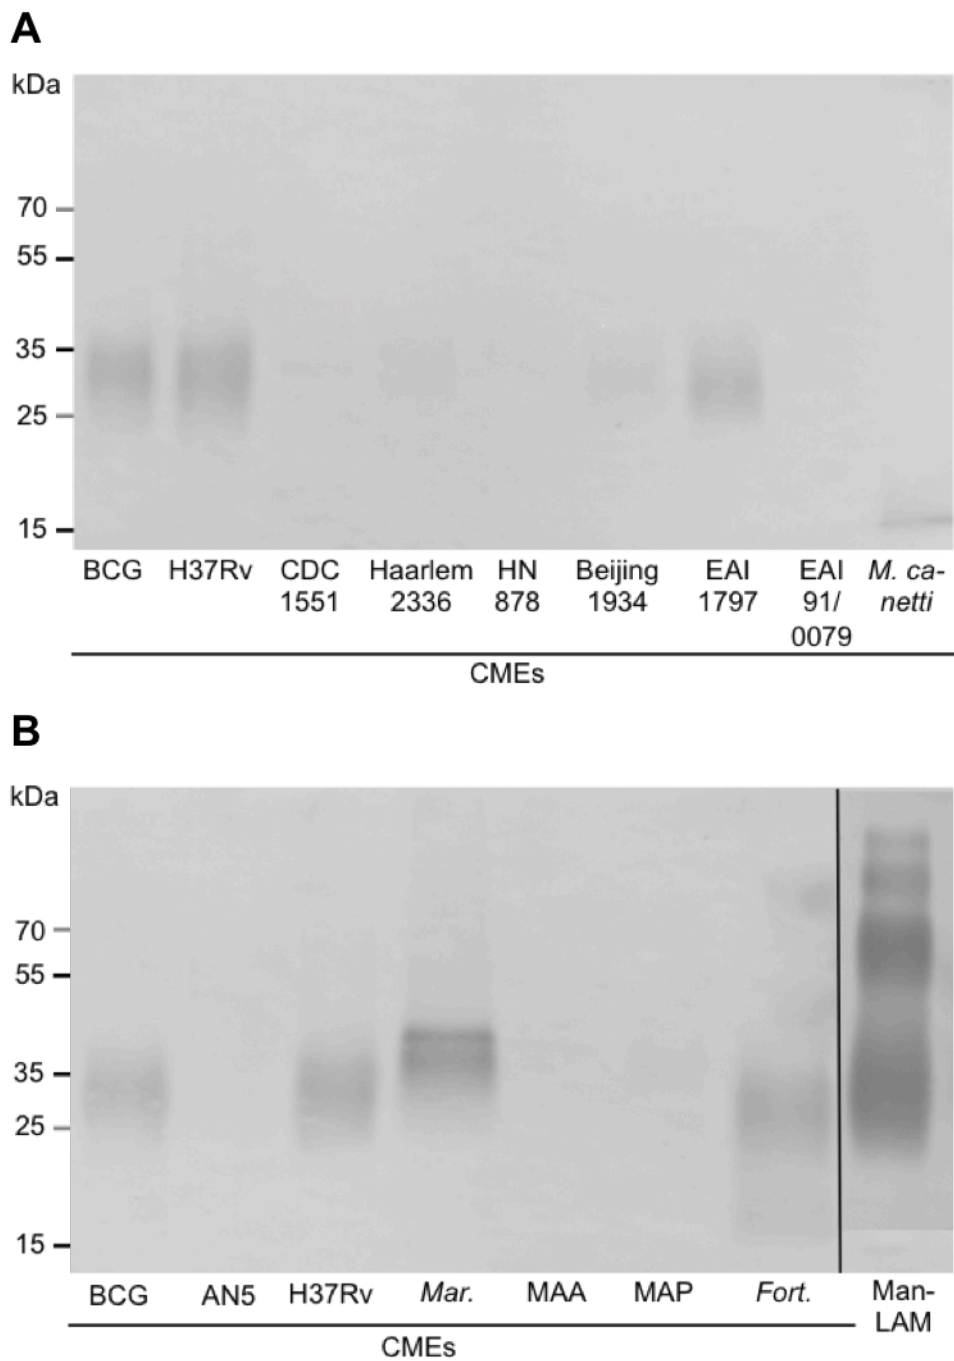 A
kDa
70
55
35
25
15
BCG H37Rv CDC Haarlem HN Beijing EAI EAI M. ca-
1551 2336 878 1934 1797 91/ netti
0079
CMEs
B
kDa
70
55
35
25
15
BCG AN5 H37Rv Mar. MAA MAP Fort. Man-
LAM
CMEs